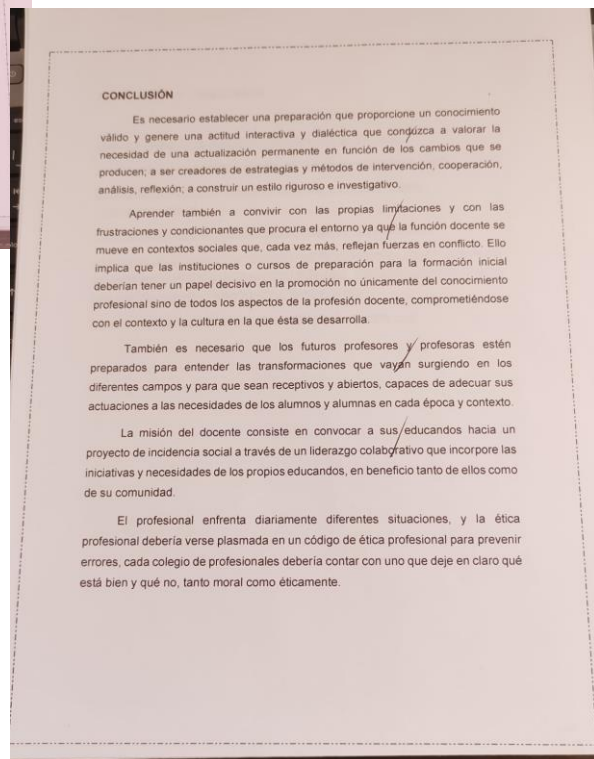 CONCLUSIÓN
Es necesario establecer una preparación que proporcione un conocimiento
válido y genere una actitud interactiva y dialéctica que conduzca a valorar la
necesidad de una actualización permanente en función de los cambios que se
producen; a ser creadores de estrategias y métodos de intervención, cooperación,
análisis, reflexión; a construir un estilo riguroso e investigativo.
Aprender también a convivir con las propias limitaciones y con las
frustraciones y condicionantes que procura el entorno ya que la función docente se
mueve en contextos sociales que, cada vez más, reflejan fuerzas en conflicto. Ello
implica que las instituciones o cursos de preparación para la formación inicial
deberían tener un papel decisivo en la promoción no únicamente del conocimiento
profesional sino de todos los aspectos de la profesión docente, comprometiéndose
con el contexto y la cultura en la que ésta se desarrolla.
También es necesario que los futuros profesores y profesoras estén
preparados para entender las transformaciones que vayan surgiendo en los
diferentes campos y para que sean receptivos y abiertos, capaces de adecuar sus
actuaciones a las necesidades de los alumnos y alumnas en cada época y contexto.
La misión del docente consiste en convocar a sus educandos hacia un
proyecto de incidencia social a través de un liderazgo colaborativo que incorpore las
iniciativas y necesidades de los propios educandos, en beneficio tanto de ellos como
de su comunidad.
El profesional enfrenta diariamente diferentes situaciones, y la ética
profesional debería verse plasmada en un código de ética profesional para prevenir
errores, cada colegio de profesionales debería contar con uno que deje en claro qué
está bien y qué no, tanto moral como éticamente.